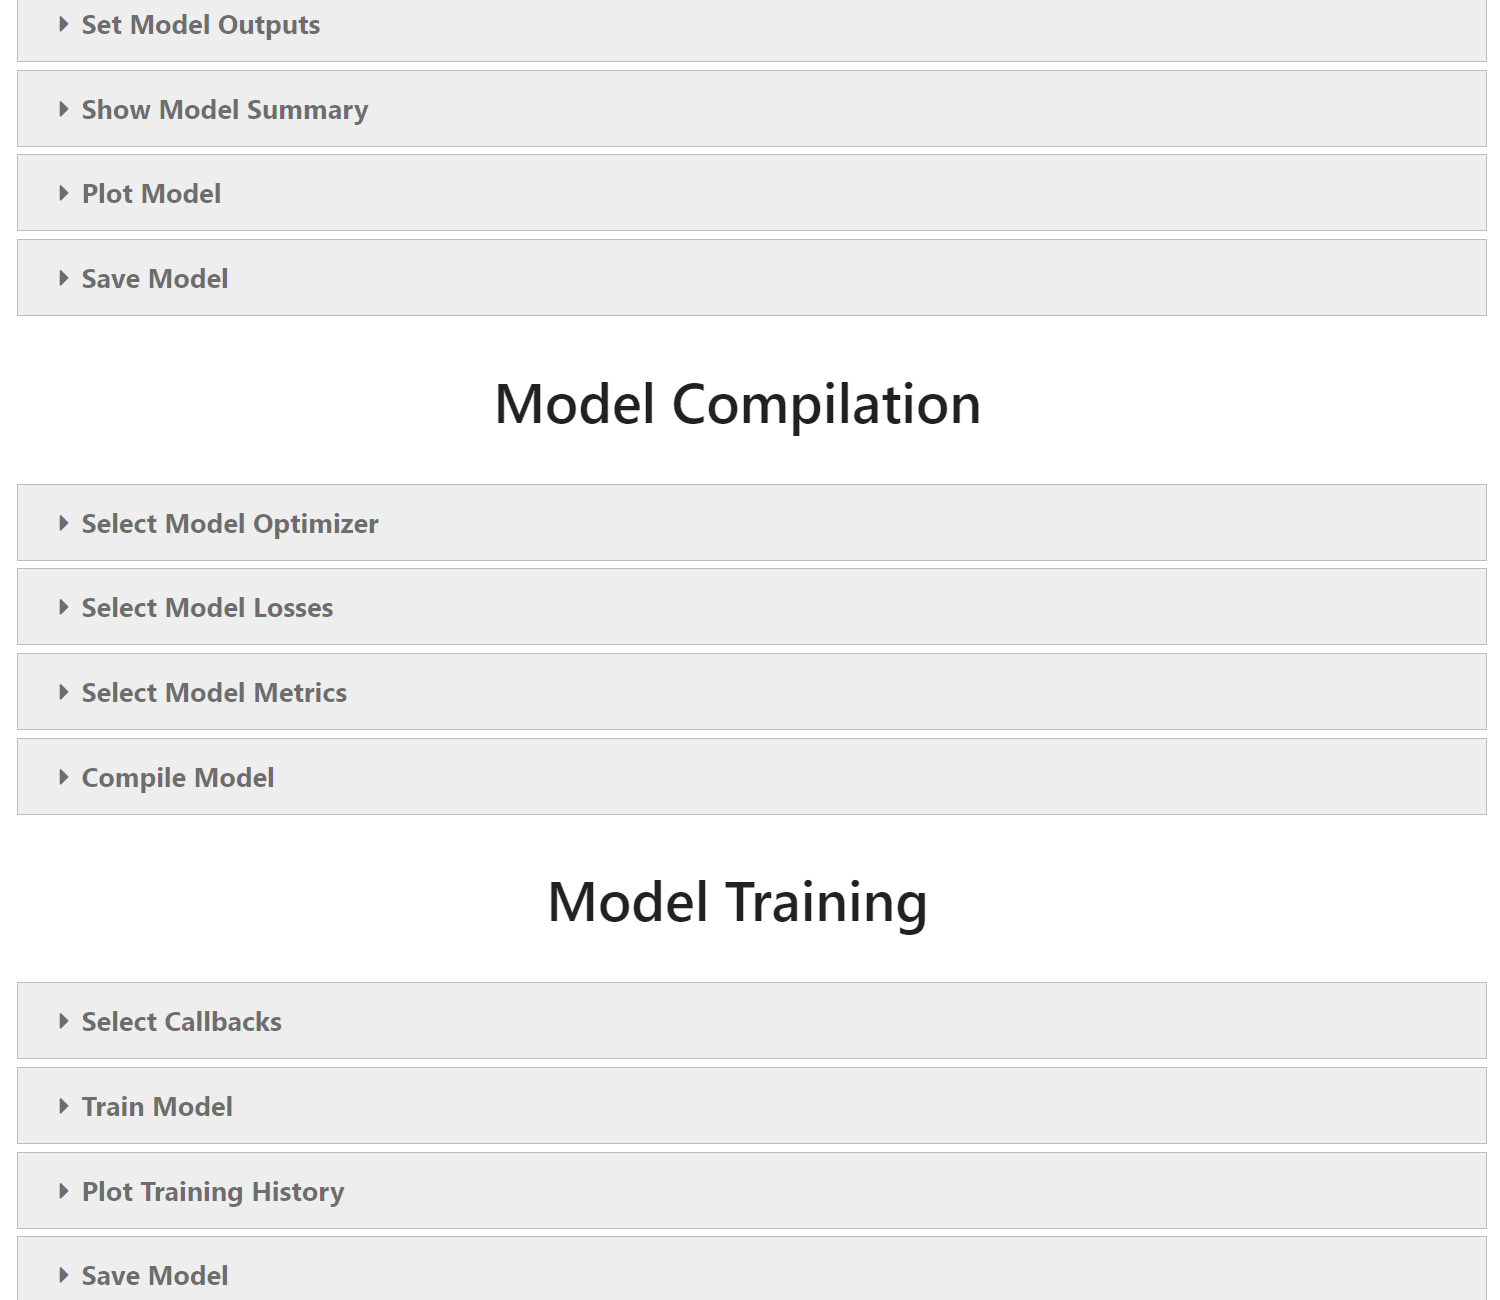 Set Model Outputs
Show Model Summary
Plot Model
Save Model
Model Compilation
Select Model Optimizer
Select Model Losses
Select Model Metrics
Compile Model
Model Training
Select Callbacks
Train Model
Plot Training History
Save Model